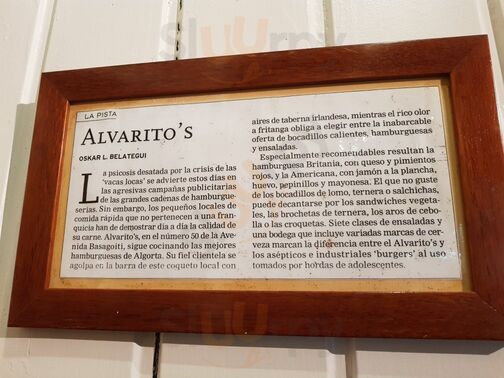 Sluurpy
LA PISTA
ALVARITO'S
OSKAR L. BELATEGUI
La psicosis desatada por la crisis de las
'vacas locas' se advierte estos días en
las agresivas campañas publicitarias
de las grandes cadenas de hamburgue-
serías. Sin embargo, los pequeños locales de
comida rápida que no pertenecen a una fran-
quicia han de demostrar día a día la calidad de
su carne. Alvarito's, en el número 50 de la Ave-
nida Basagoiti, sigue cocinando las mejores
hamburguesas de Algorta. Su fiel clientela se
agolpa en la barra de este coqueto local con
aires de taberna irlandesa, mientras el rico olor
a fritanga obliga a elegir entre la inabarcable
oferta de bocadillos calientes, hamburguesas
y ensaladas.
Especialmente recomendables resultan la
hamburguesa Britania, con queso y pimientos
rojos, y la Americana, con jamón a la plancha,
huevo, pepinillos y mayonesa. El que no guste
de los bocadillos de lomo, ternera o salchichas,
puede decantarse por los sandwiches vegeta-
les, las brochetas de ternera, los aros de cebo-
lla o las croquetas. Siete clases de ensaladas y
una bodega que incluye variadas marcas de cer-
veza marcan la diferencia entre el Alvarito's y
los asépticos e industriales 'burgers' al uso
tomados por hordas de adolescentes.